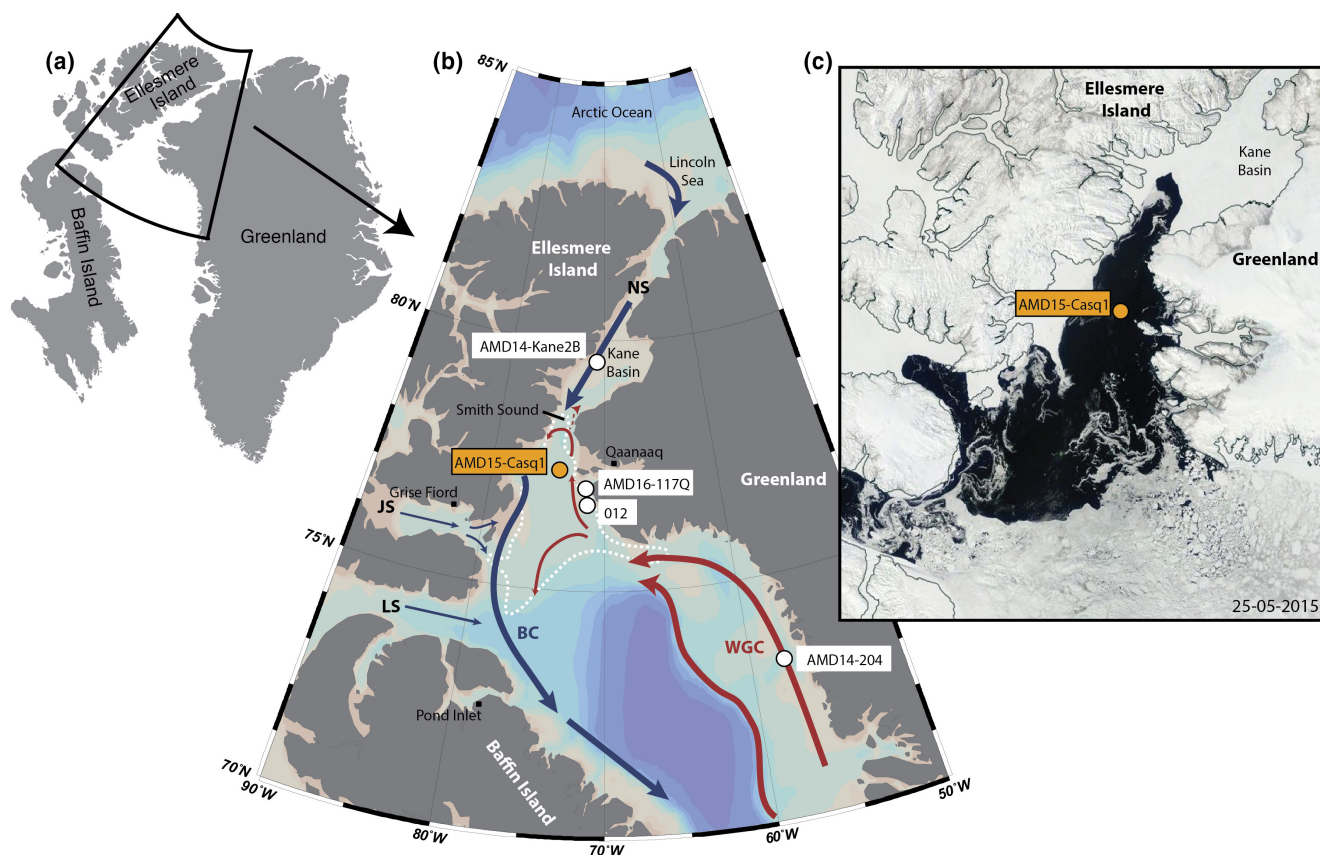 (a)
Ellesmere
Island
Baffin Island
Greenland
(b)
85°N
Arctic Ocean
Lincoln
Sea
Ellesmere
Island
NS
80°N
AMD14-Kane2B
Kane
Basin
Smith Sound
AMD15-Casq1
Qaanaaq
AMD16-117Q
012
Greenland
Grise Fiord
JS
75°N
LS
BC
WGC
AMD14-204
Pond Inlet
Baffin Island
70°N
90°W
80°W
70°W
60°W
50°W
(c)
Ellesmere
Island
Kane
Basin
Greenland
AMD15-Casq1
25-05-2015